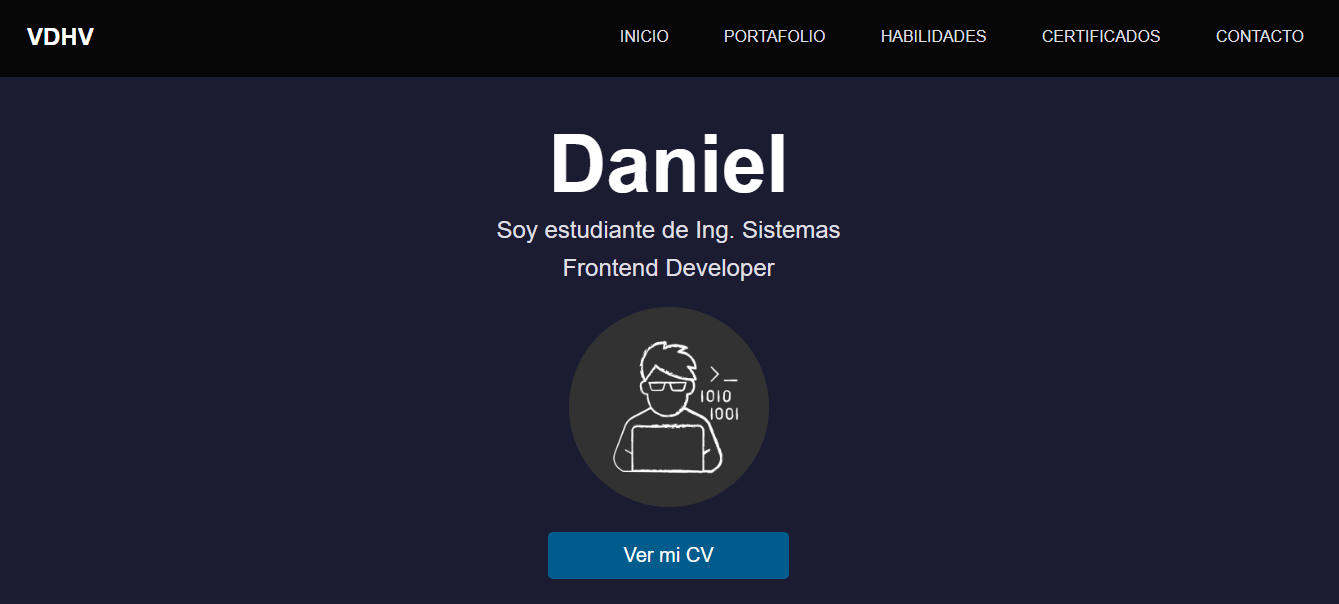 VDHV
INICIO PORTAFOLIO HABILIDADES CERTIFICADOS CONTACTO
Daniel
Soy estudiante de Ing. Sistemas
Frontend Developer
>_
1010
1001
Ver mi CV